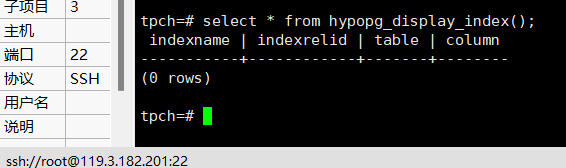 子项目 3
主机
端口 22
协议 SSH
用户名
说明
tpch=# select * from hypopg_display_index();
 indexname | indexrelid | table | column
-----------+------------+-------+--------
(0 rows)
tpch=#
ssh://root@119.3.182.201:22